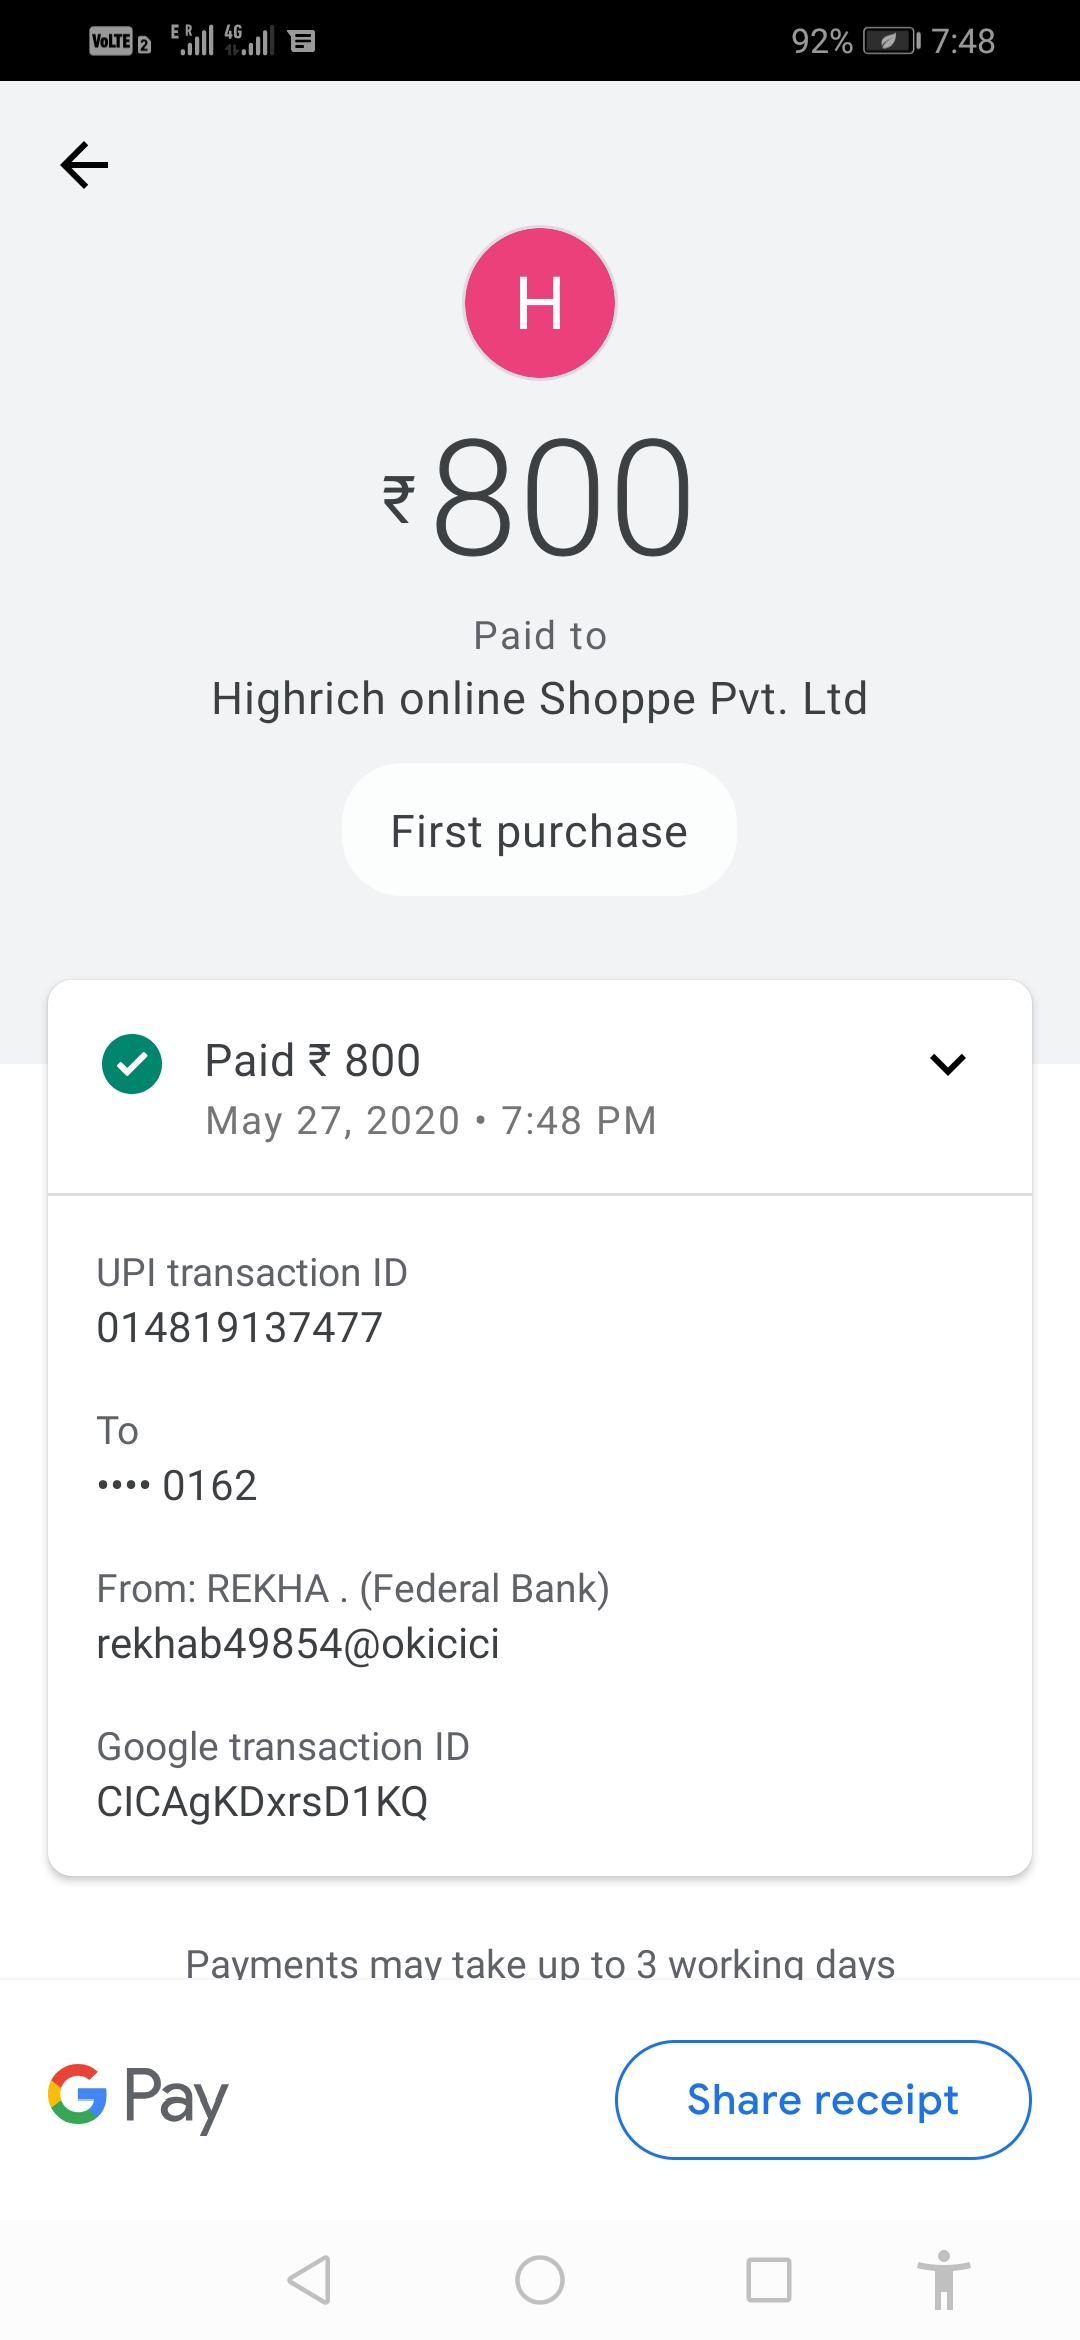 VoLTE 2 E R 4G 92% 7:48
H
₹800
Paid to
Highrich online Shoppe Pvt. Ltd
First purchase
Paid ₹ 800
May 27, 2020 • 7:48 PM
UPI transaction ID
014819137477
To
•••• 0162
From: REKHA . (Federal Bank)
rekhab49854@okicici
Google transaction ID
CICAgKDxrsD1KQ
Payments may take up to 3 working days
G Pay
Share receipt